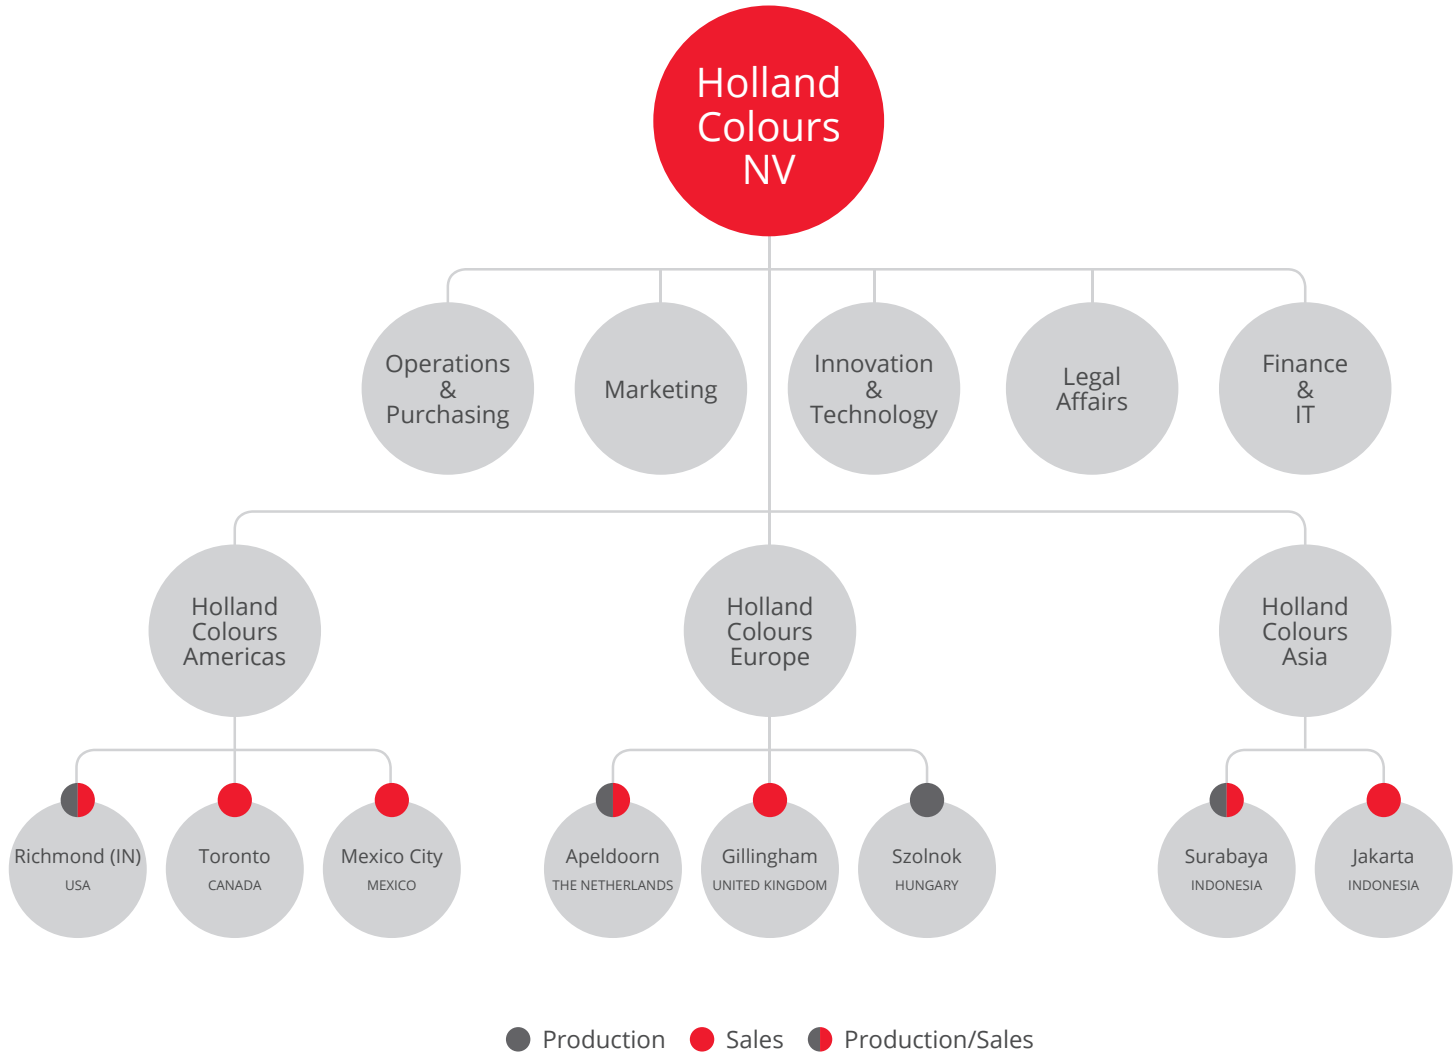 Holland
Colours
NV
Operations
&
Purchasing
Marketing
Innovation
&
Technology
Legal
Affairs
Finance
&
IT
Holland
Colours
Americas
Holland
Colours
Europe
Holland
Colours
Asia
Richmond (IN)
USA
Toronto
CANADA
Mexico City
MEXICO
Apeldoorn
THE NETHERLANDS
Gillingham
UNITED KINGDOM
Szolnok
HUNGARY
Surabaya
INDONESIA
Jakarta
INDONESIA
Production
Sales
Production/Sales